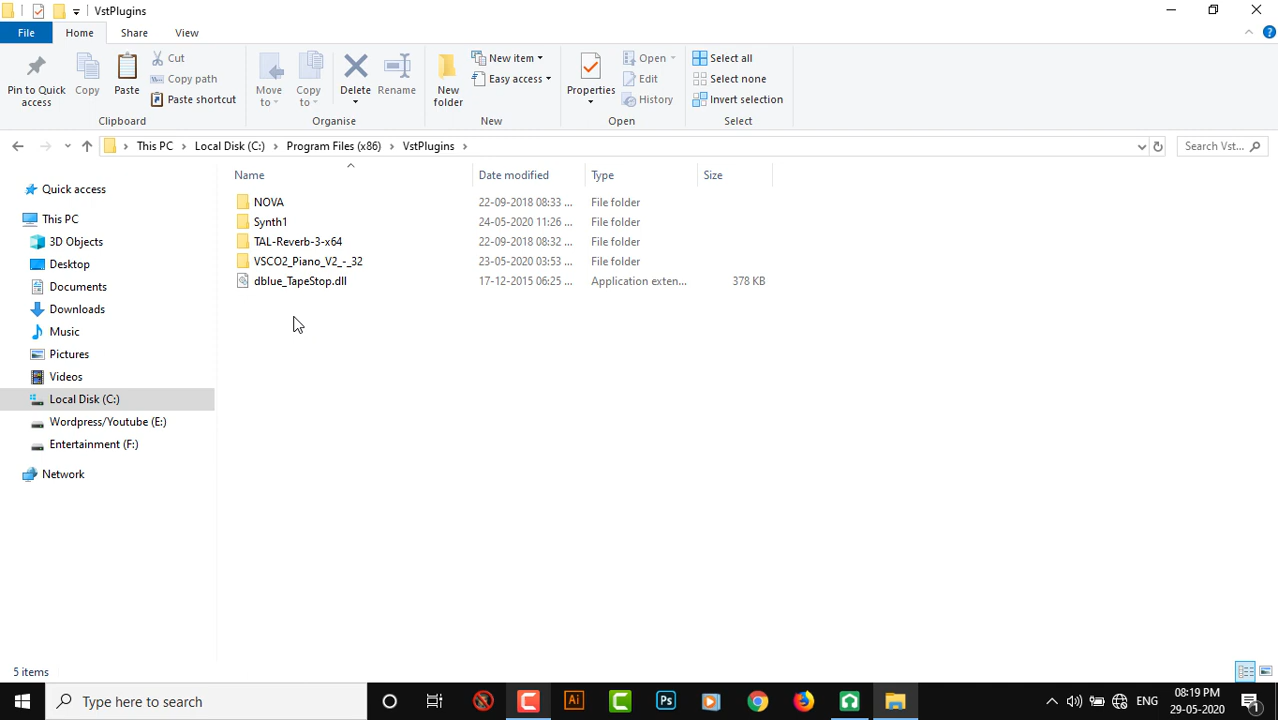 VstPlugins
File Home Share View
Pin to Quick access
Copy
Paste
Cut
Copy path
Paste shortcut
Clipboard
Move to
Copy to
Delete
Rename
Organise
New folder
New item
Easy access
New
Properties
Open
Edit
History
Open
Select all
Select none
Invert selection
Select
This PC Local Disk (C:) Program Files (x86) VstPlugins
Search Vst...
Name Date modified Type Size
Quick access
This PC
3D Objects
Desktop
Documents
Downloads
Music
Pictures
Videos
Local Disk (C:)
Wordpress/Youtube (E:)
Entertainment (F:)
Network
NOVA 22-09-2018 08:33 ... File folder
Synth1 24-05-2020 11:26 ... File folder
TAL-Reverb-3-x64 22-09-2018 08:32 ... File folder
VSCO2_Piano_V2_-_32 23-05-2020 03:53 ... File folder
dblue_TapeStop.dll 17-12-2015 06:25 ... Application exten... 378 KB
5 items
Type here to search
Ai
Ps
ENG
08:19 PM
29-05-2020
1